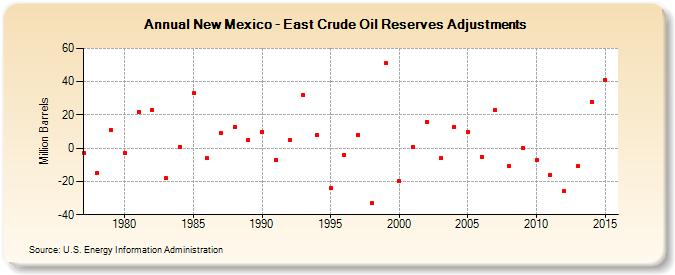 Annual New Mexico - East Crude Oil Reserves Adjustments
Million Barrels
60
40
20
0
-20
-40
1980 1985 1990 1995 2000 2005 2010 2015
Source: U.S. Energy Information Administration